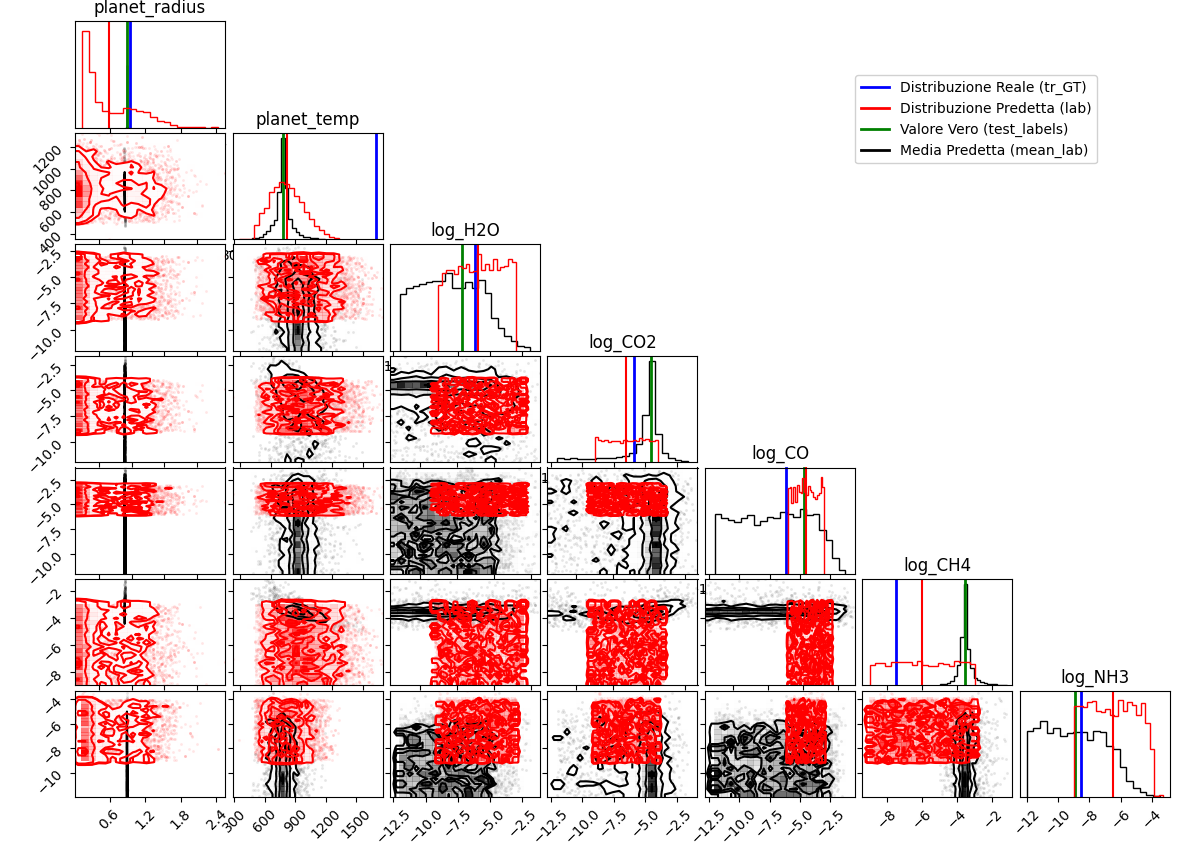 planet_radius
planet_temp
Distribuzione Reale (tr_GT)
Distribuzione Predetta (lab)
Valore Vero (test_labels)
Media Predetta (mean_lab)
1200
1000
800
600
400
log_H2O
−2.5
−5.0
−7.5
−10.0
log_CO2
−2.5
−5.0
−7.5
−10.0
log_CO
−2.5
−5.0
−7.5
−10.0
log_CH4
−2
−4
−6
−8
log_NH3
−4
−6
−8
−10
0.6 1.2 1.8 2.4 300 600 900 1200 1500 −12.5 −10.0 −7.5 −5.0 −2.5 −12.5 −10.0 −7.5 −5.0 −2.5 −12.5 −10.0 −7.5 −5.0 −2.5 −8 −6 −4 −2 −12 −10 −8 −6 −4